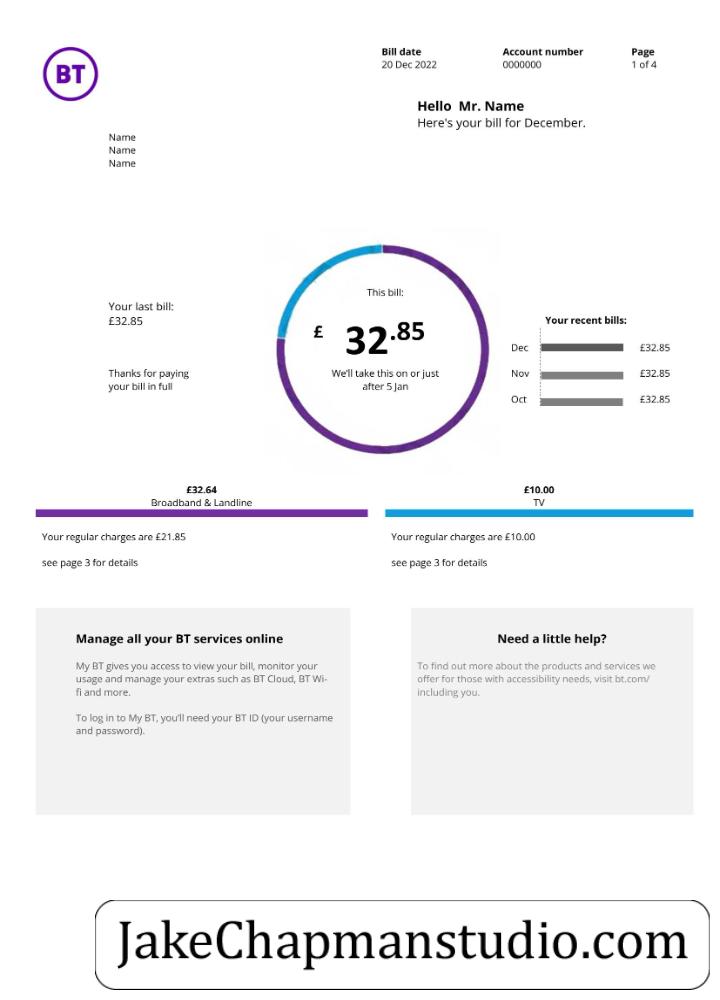 BT
Bill date
20 Dec 2022
Account number
0000000
Page
1 of 4
Hello  Mr. Name
Here's your bill for December.
Name
Name
Name
Your last bill:
£32.85
Thanks for paying
your bill in full
This bill:
£ 32.85
We'll take this on or just
after 5 Jan
Your recent bills:
Dec £32.85
Nov £32.85
Oct £32.85
£32.64
Broadband & Landline
Your regular charges are £21.85
see page 3 for details
£10.00
TV
Your regular charges are £10.00
see page 3 for details
Manage all your BT services online
My BT gives you access to view your bill, monitor your
usage and manage your extras such as BT Cloud, BT Wi-
fi and more.
To log in to My BT, you'll need your BT ID (your username
and password).
Need a little help?
To find out more about the products and services we
offer for those with accessibility needs, visit bt.com/
including you.
JakeChapmanstudio.com